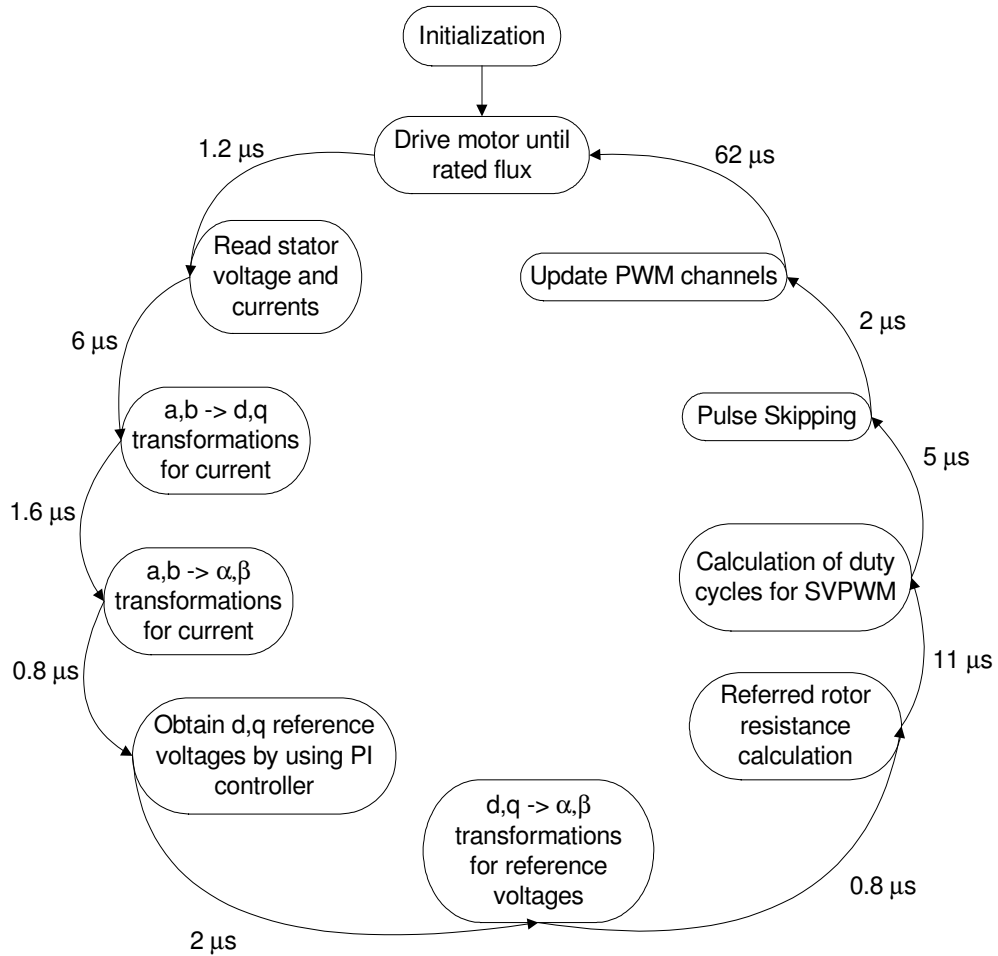 Initialization
Drive motor until
rated flux
1.2 μs
62 μs
Read stator
voltage and
currents
Update PWM channels
6 μs
2 μs
a,b -> d,q
transformations
for current
Pulse Skipping
1.6 μs
5 μs
a,b -> α,β
transformations
for current
Calculation of duty
cycles for SVPWM
0.8 μs
11 μs
Obtain d,q reference
voltages by using PI
controller
Referred rotor
resistance
calculation
d,q -> α,β
transformations
for reference
voltages
2 μs
0.8 μs